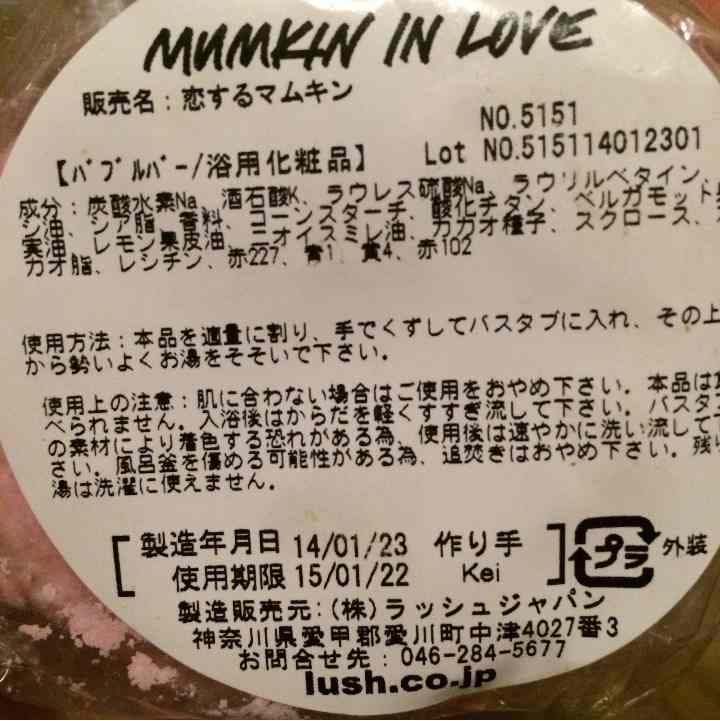 MUMKIN IN LOVE
販売名：恋するマムキン
NO.5151
【ﾊﾞﾌﾞﾙﾊﾞｰ/浴用化粧品】 Lot NO.515114012301
成分：炭酸水素Na、酒石酸K、ラウレス硫酸Na、ラウリルベタイン、
シ油、シア脂、香料、コーンスターチ、酸化チタン、ベルガモット
実油、レモン果皮油、ニオイスミレ油、カカオ種子、スクロース、
カオ脂、レシチン、赤227、青1、黄4、赤102
使用方法：本品を適量に割り、手でくずしてバスタブに入れ、その上
から勢いよくお湯をそそいで下さい。
使用上の注意：肌に合わない場合はご使用をおやめ下さい。本品は
べられません。入浴後はからだを軽くすすぎ流して下さい。バスタ
の素材により着色する恐れがある為、使用後は速やかに洗い流して
さい。風呂釜を傷める可能性がある為、追焚きはおやめ下さい。残り
湯は洗濯に使えません。
製造年月日 14/01/23 作り手
使用期限 15/01/22 Kei
プラ 外装
製造販売元：(株)ラッシュジャパン
神奈川県愛甲郡愛川町中津4027番3
お問合せ先：046-284-5677
lush.co.jp